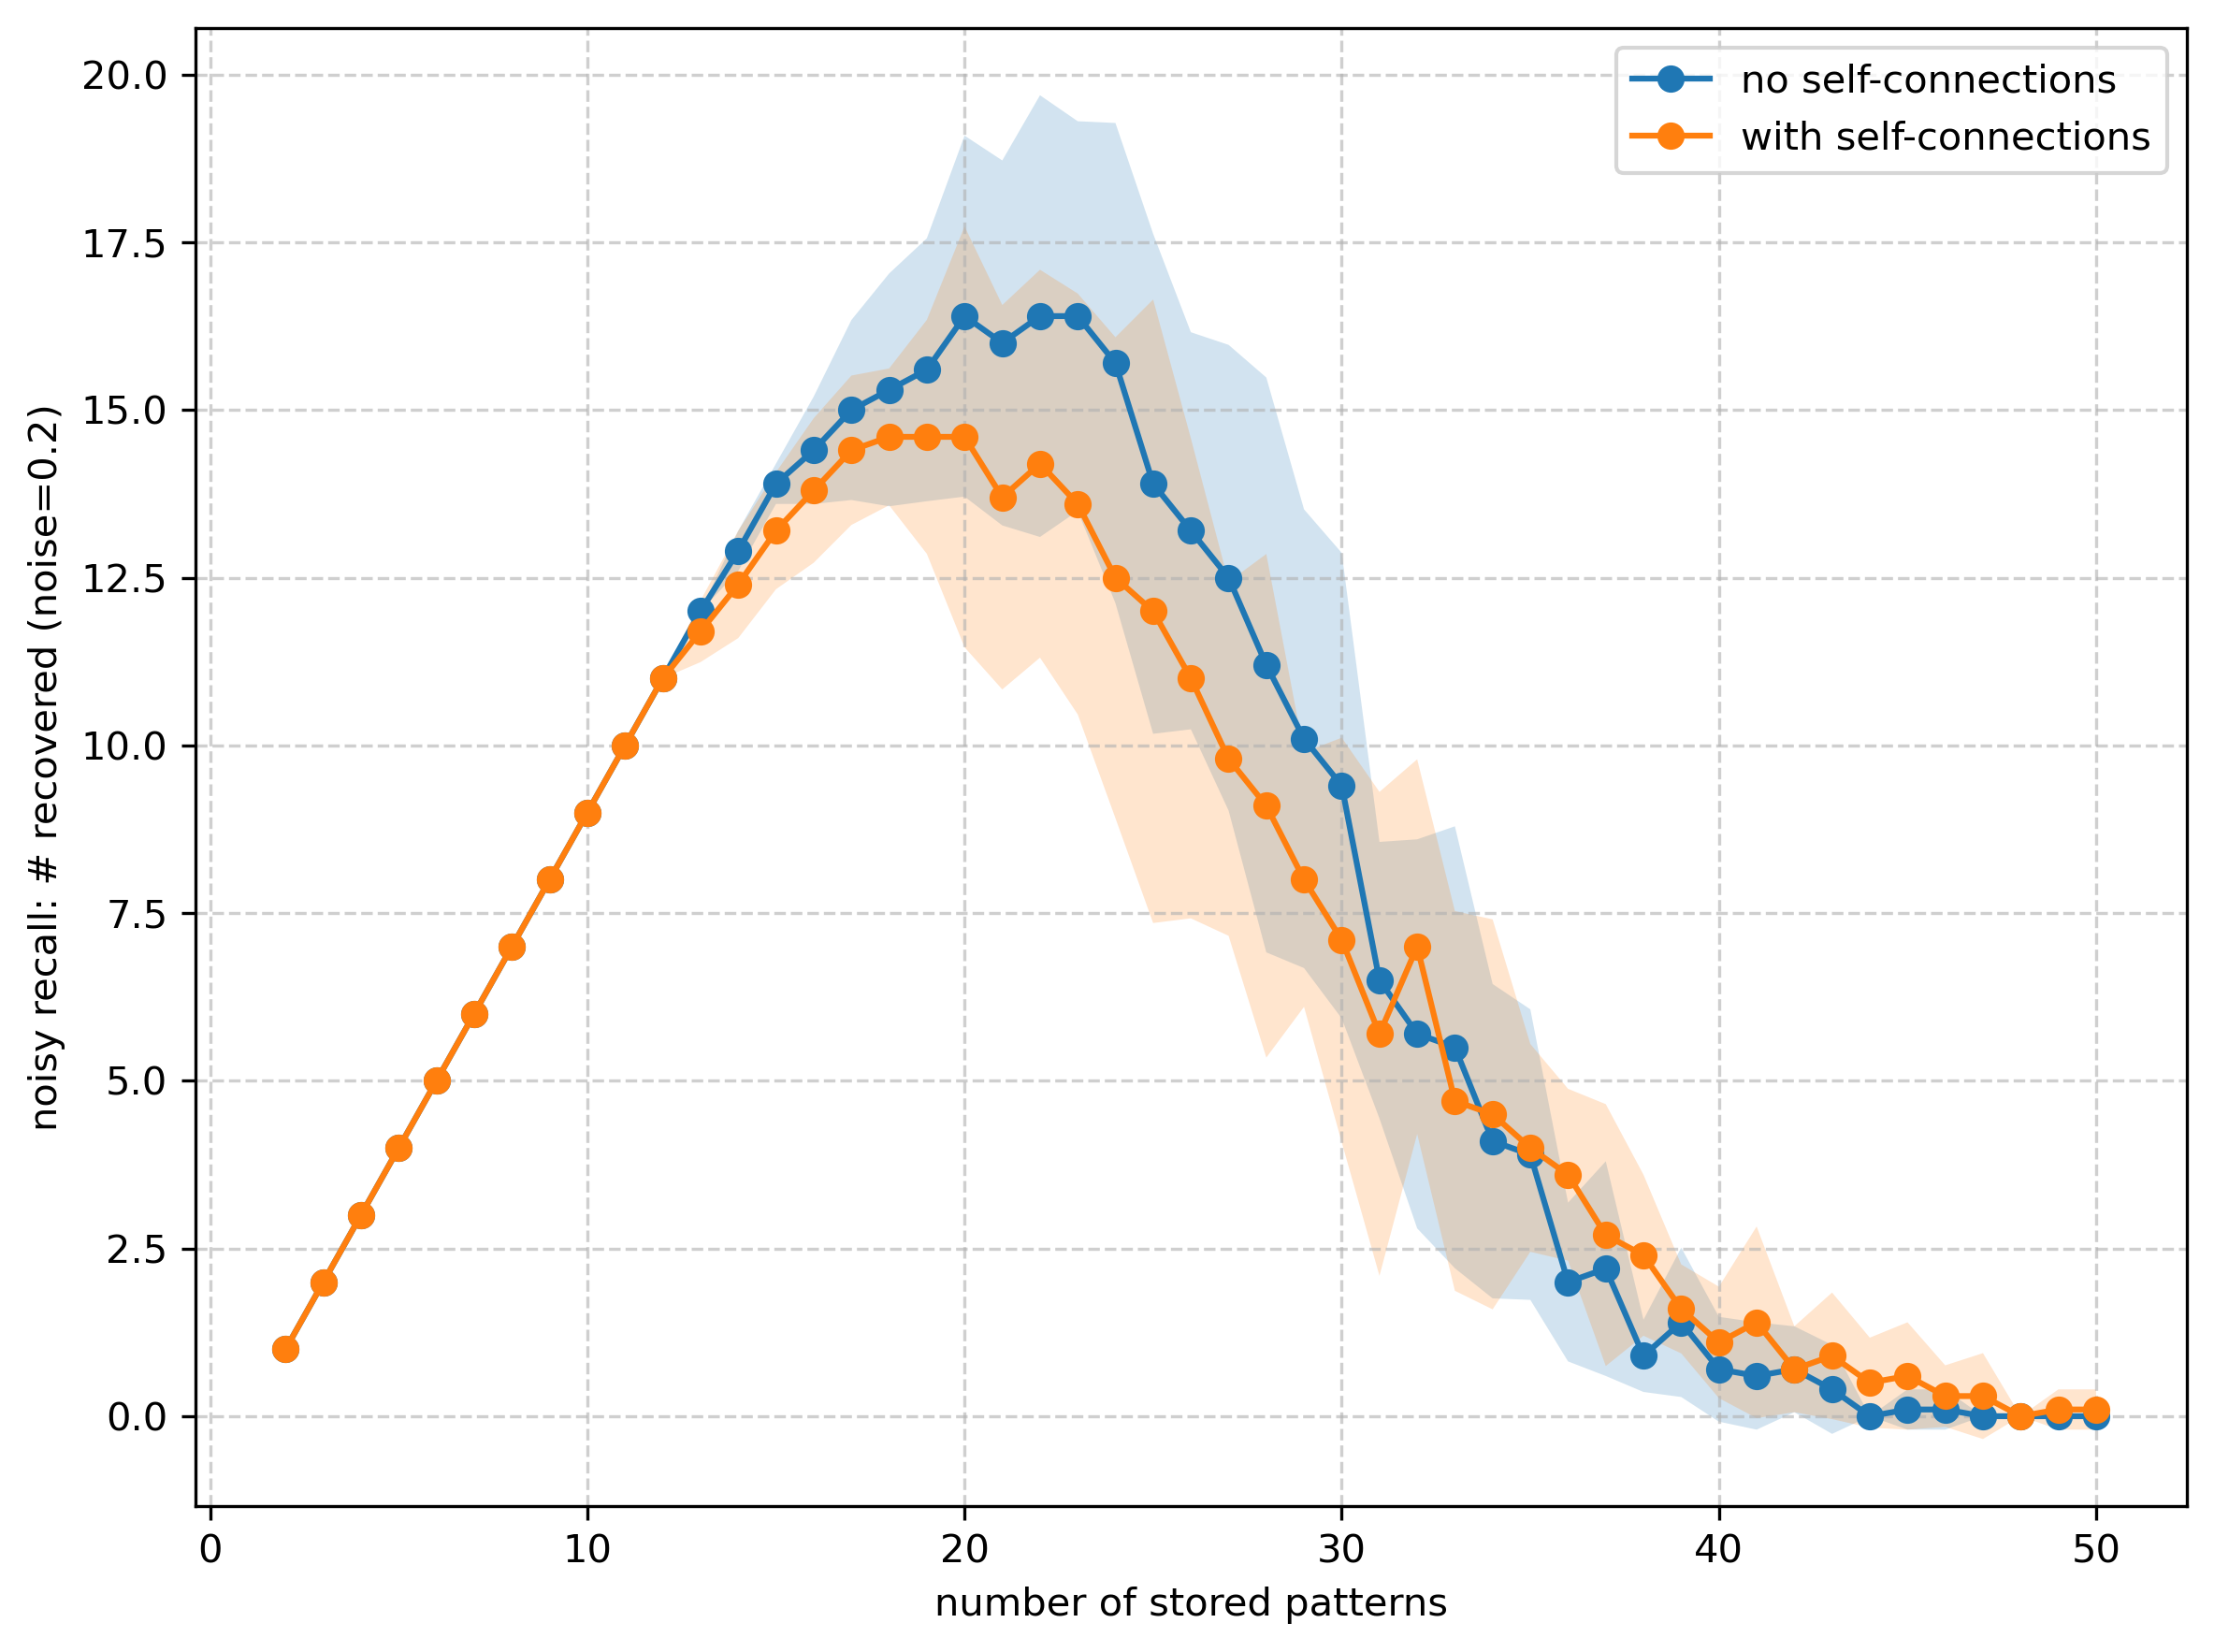 no self-connections
with self-connections
noisy recall: # recovered (noise=0.2)
20.0
17.5
15.0
12.5
10.0
7.5
5.0
2.5
0.0
0 10 20 30 40 50
number of stored patterns